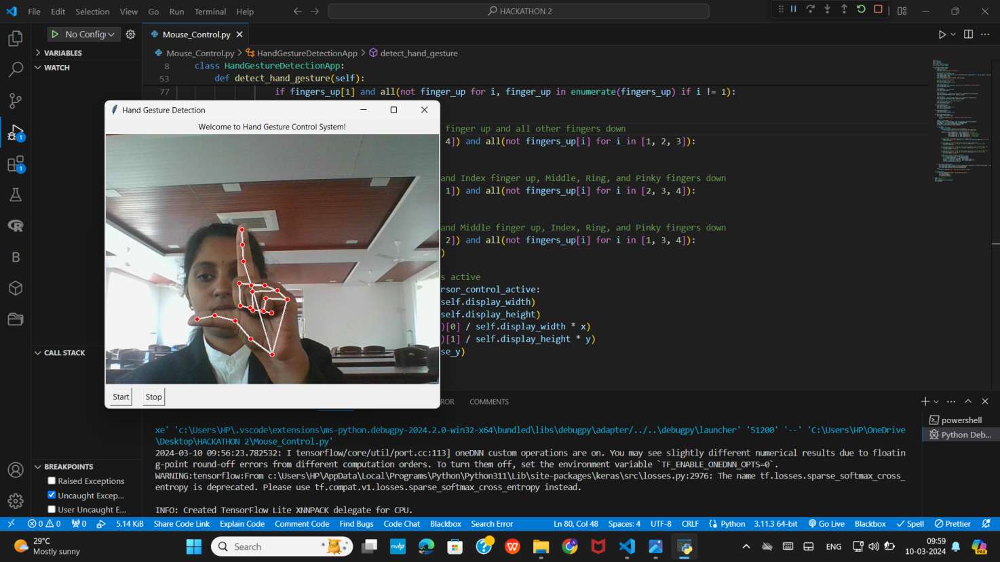 File Edit Selection View Go Run Terminal Help
HACKATHON 2
No Config
Mouse_Control.py
VARIABLES
WATCH
Mouse_Control.py > HandGestureDetectionApp > detect_hand_gesture
8 class HandGestureDetectionApp:
53 def detect_hand_gesture(self):
77 if fingers_up[1] and all(not finger_up for i, finger_up in enumerate(fingers_up) if i != 1):
Hand Gesture Detection
Welcome to Hand Gesture Control System!
finger up and all other fingers down
4]) and all(not fingers_up[i] for i in [1, 2, 3]):
and Index finger up, Middle, Ring, and Pinky fingers down
1]) and all(not fingers_up[i] for i in [2, 3, 4]):
and Middle finger up, Index, Ring, and Pinky fingers down
2]) and all(not fingers_up[i] for i in [1, 3, 4]):
)
s active
rsor_control_active:
self.display_width)
self.display_height)
)[0] / self.display_width * x)
)[1] / self.display_height * y)
se_y)
Start Stop
CALL STACK
ROR COMMENTS
powershell
Python Deb...
xe' 'c:\Users\HP\.vscode\extensions\ms-python.debugpy-2024.2.0-win32-x64\bundled\libs\debugpy\adapter/../..\debugpy\launcher' '51200' '--' 'C:\Users\HP\OneDrive
\Desktop\HACKATHON 2\Mouse_Control.py'
2024-03-10 09:56:23.782532: I tensorflow/core/util/port.cc:113] oneDNN custom operations are on. You may see slightly different numerical results due to floatin
g-point round-off errors from different computation orders. To turn them off, set the environment variable `TF_ENABLE_ONEDNN_OPTS=0`.
WARNING:tensorflow:From c:\Users\HP\AppData\Local\Programs\Python\Python311\Lib\site-packages\keras\src\losses.py:2976: The name tf.losses.sparse_softmax_cross_
entropy is deprecated. Please use tf.compat.v1.losses.sparse_softmax_cross_entropy instead.
INFO: Created TensorFlow Lite XNNPACK delegate for CPU.
BREAKPOINTS
Raised Exceptions
Uncaught Excep...
User Uncaught E...
0 0 0 5.14 KiB Share Code Link Explain Code Comment Code Find Bugs Code Chat Blackbox Search Error Ln 80, Col 48 Spaces: 4 UTF-8 CRLF Python 3.11.3 64-bit Go Live Blackbox Spell Prettier
29°C
Mostly sunny
Search
ENG
09:59
10-03-2024